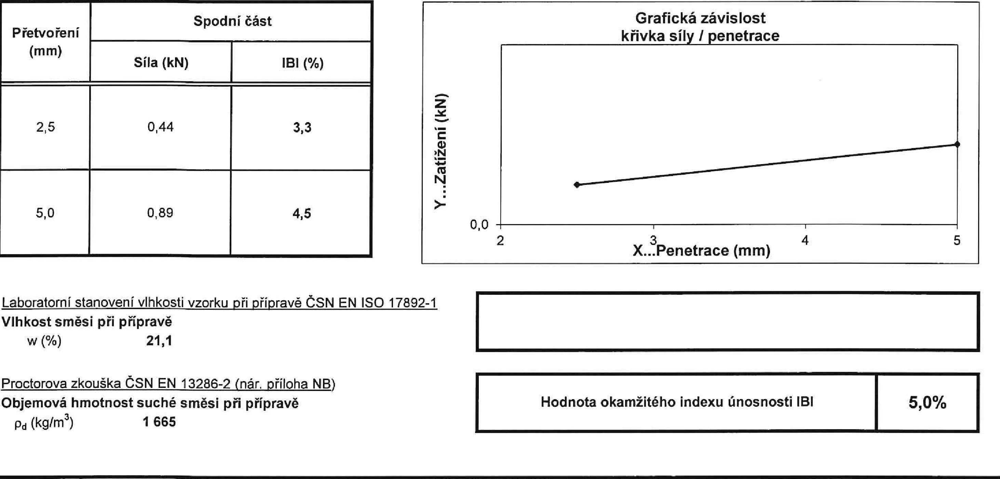 Přetvoření
(mm)
Spodní část
Síla (kN)
IBI (%)
2,5
0,44
3,3
5,0
0,89
4,5
Grafická závislost
křivka síly / penetrace
Y...Zatížení (kN)
0,0
2
3
4
5
X...Penetrace (mm)
Laboratorní stanovení vlhkosti vzorku při přípravě ČSN EN ISO 17892-1
Vlhkost směsi při přípravě
w (%) 21,1
Proctorova zkouška ČSN EN 13286-2 (nár. příloha NB)
Objemová hmotnost suché směsi při přípravě
ρd (kg/m³) 1 665
Hodnota okamžitého indexu únosnosti IBI
5,0%